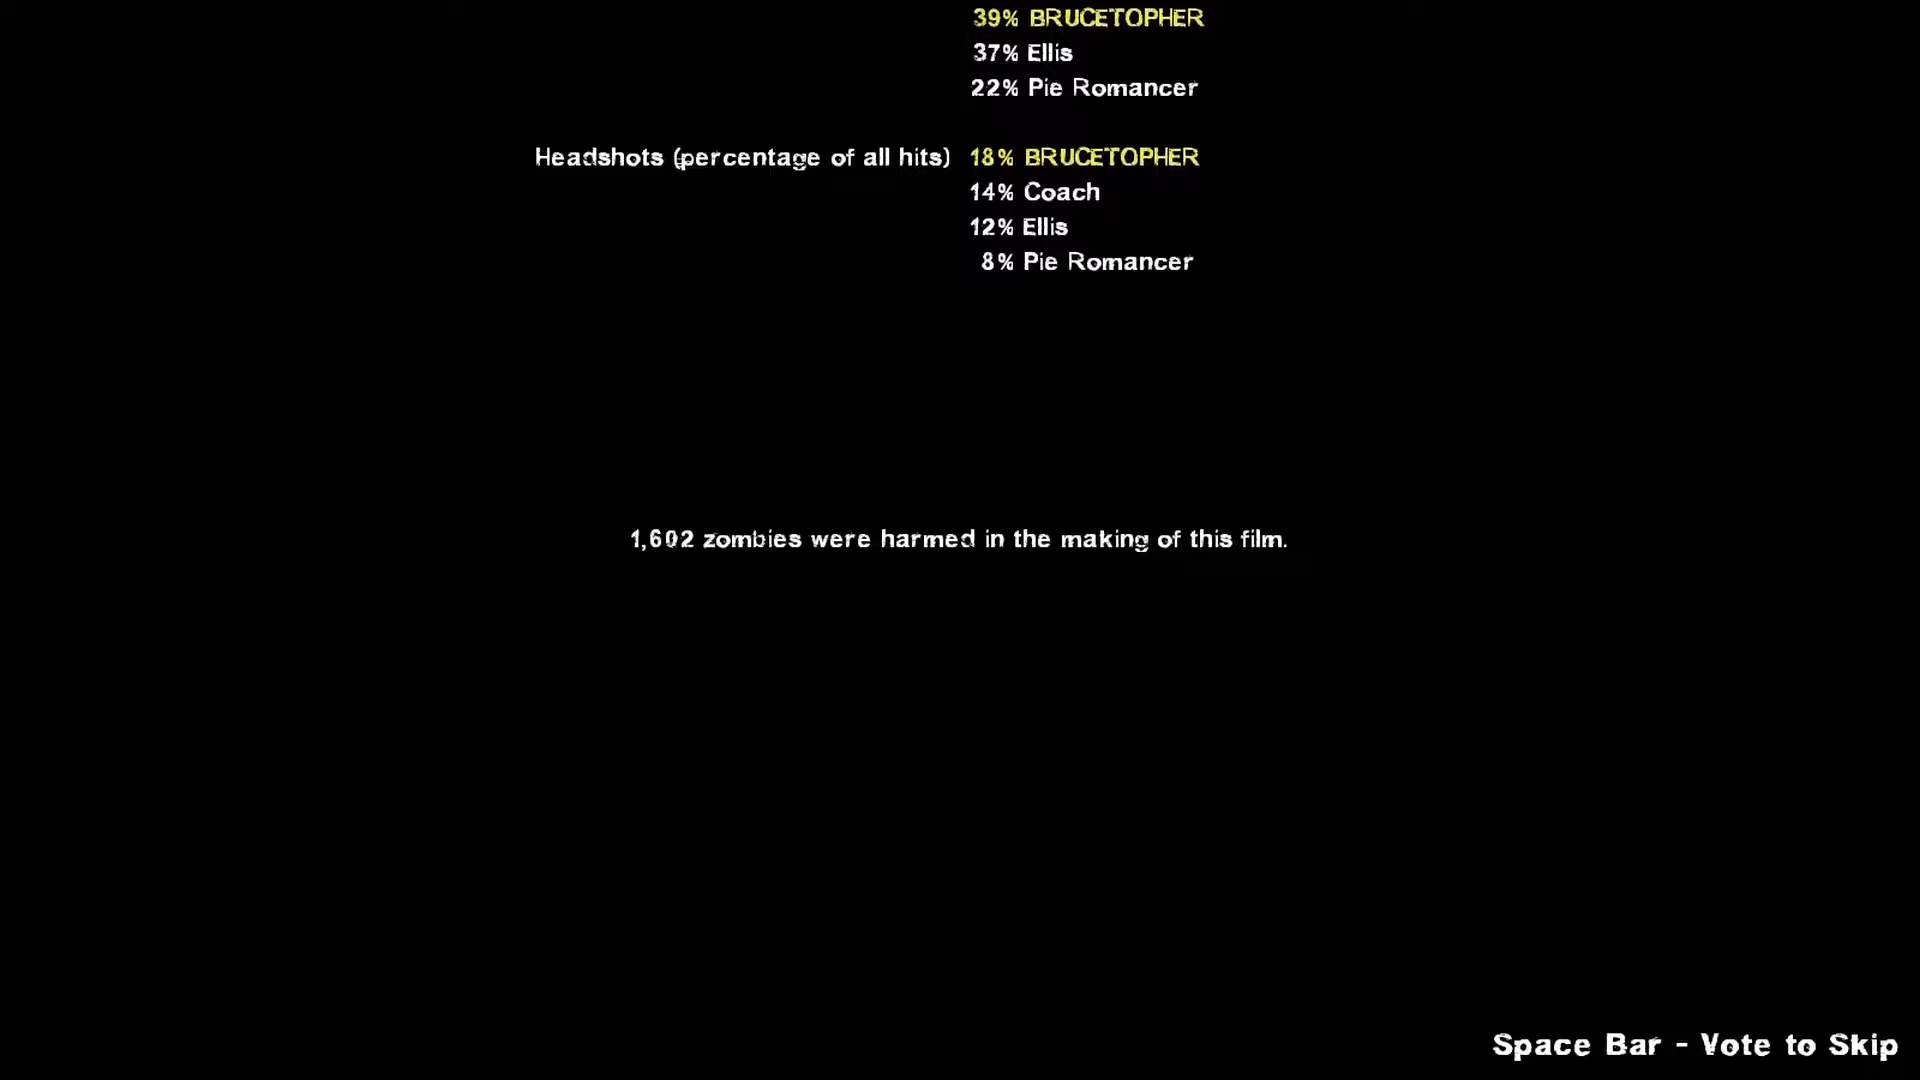 39% BRUCETOPHER
37% Ellis
22% Pie Romancer
Headshots (percentage of all hits) 18% BRUCETOPHER
14% Coach
12% Ellis
8% Pie Romancer
1,602 zombies were harmed in the making of this film.
Space Bar - Vote to Skip